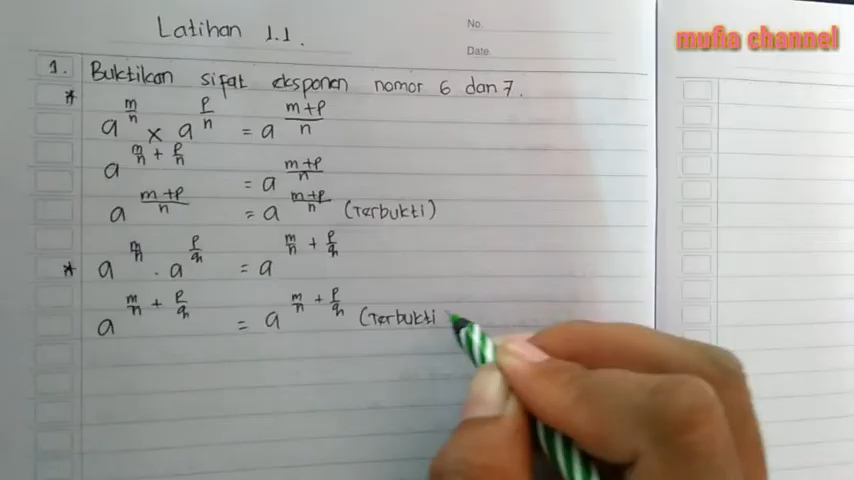 Latihan 1.1.
No.
Date
mufia channel
1. Buktikan sifat eksponen nomor 6 dan 7.
* a^(m/n) × a^(p/n) = a^((m+p)/n)
a^(m/n + p/n) = a^((m+p)/n)
a^((m+p)/n) = a^((m+p)/n) (Terbukti)
* a^(m/n) . a^(p/q) = a^(m/n + p/q)
a^(m/n + p/q) = a^(m/n + p/q) (Terbukti